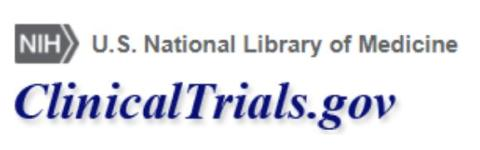 NIH U.S. National Library of Medicine
ClinicalTrials.gov